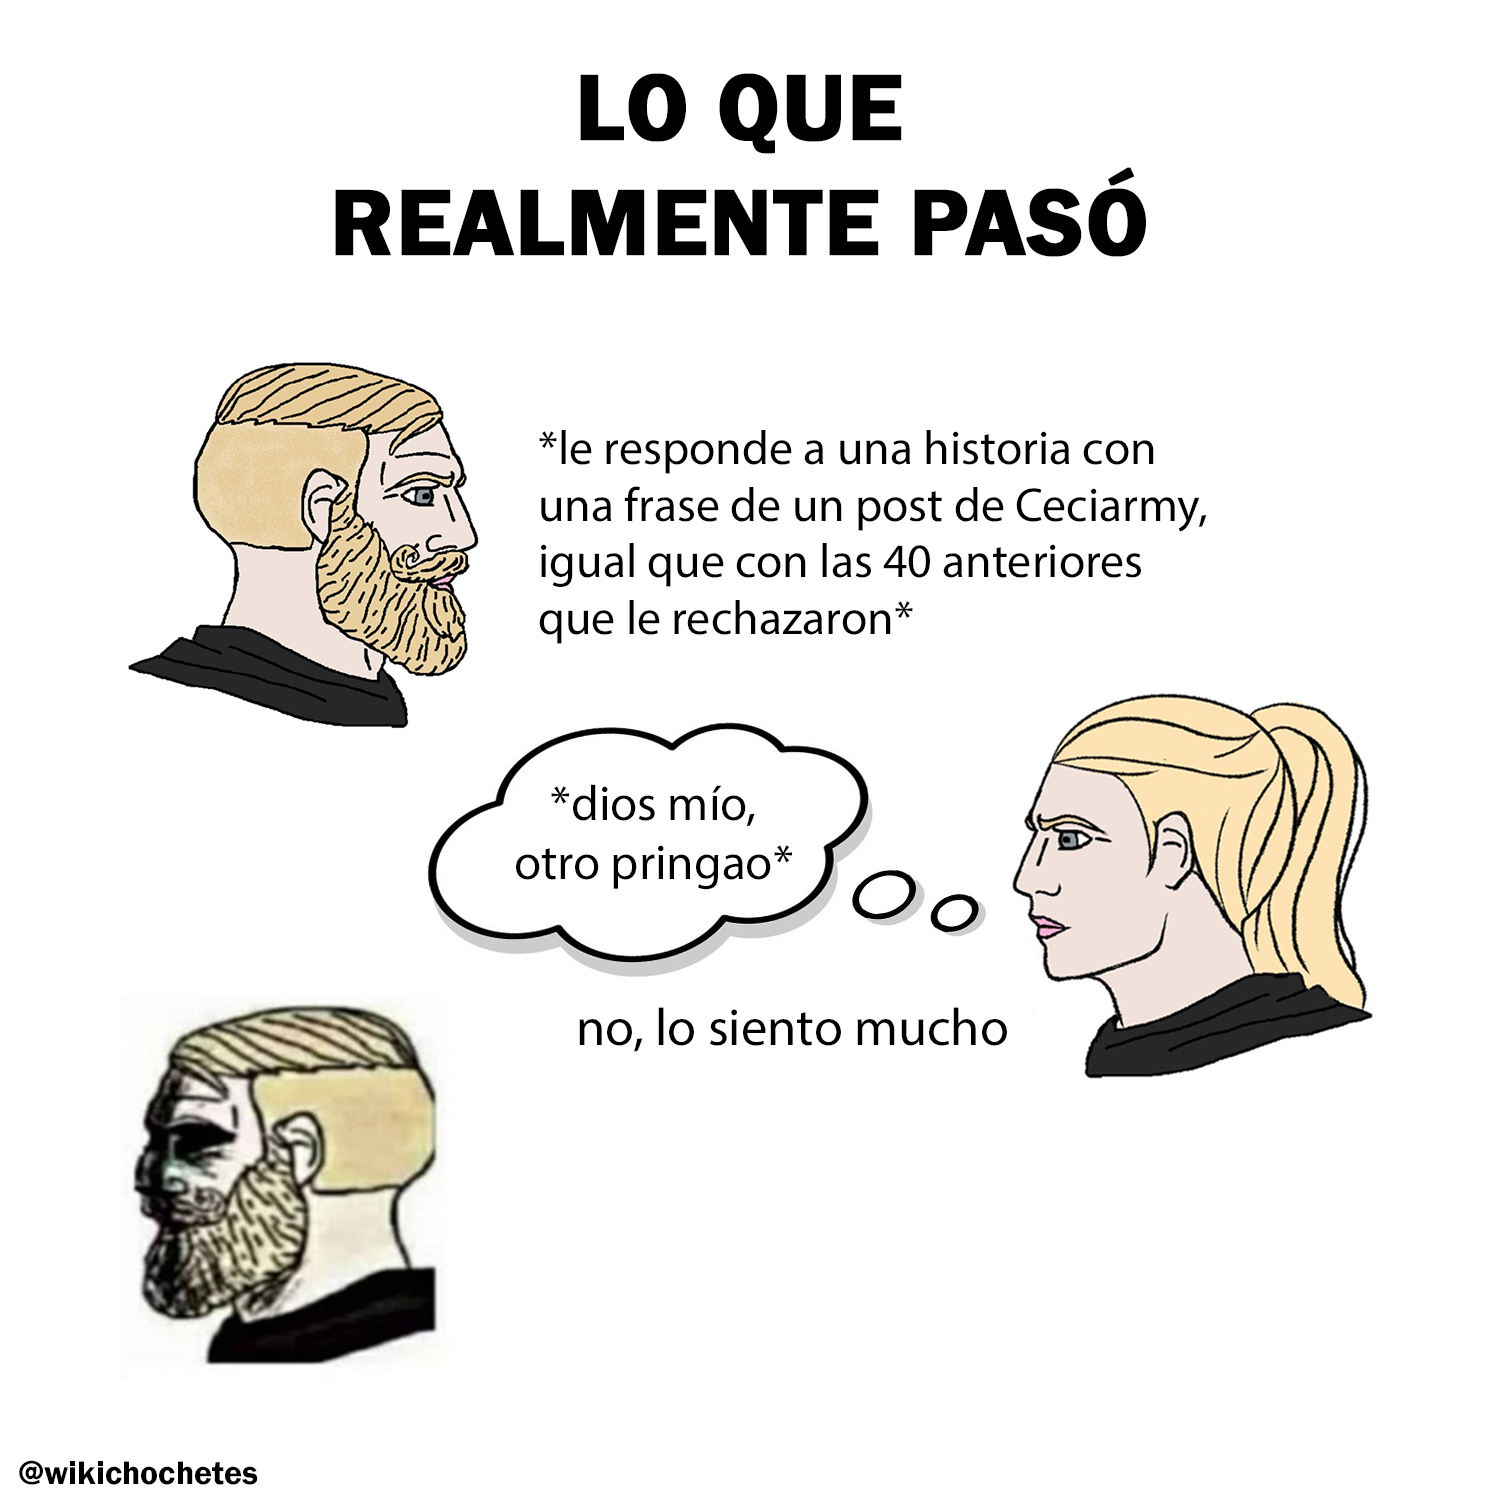 LO QUE
REALMENTE PASÓ
*le responde a una historia con
una frase de un post de Ceciarmy,
igual que con las 40 anteriores
que le rechazaron*
*dios mío,
otro pringao*
no, lo siento mucho
@wikichochetes